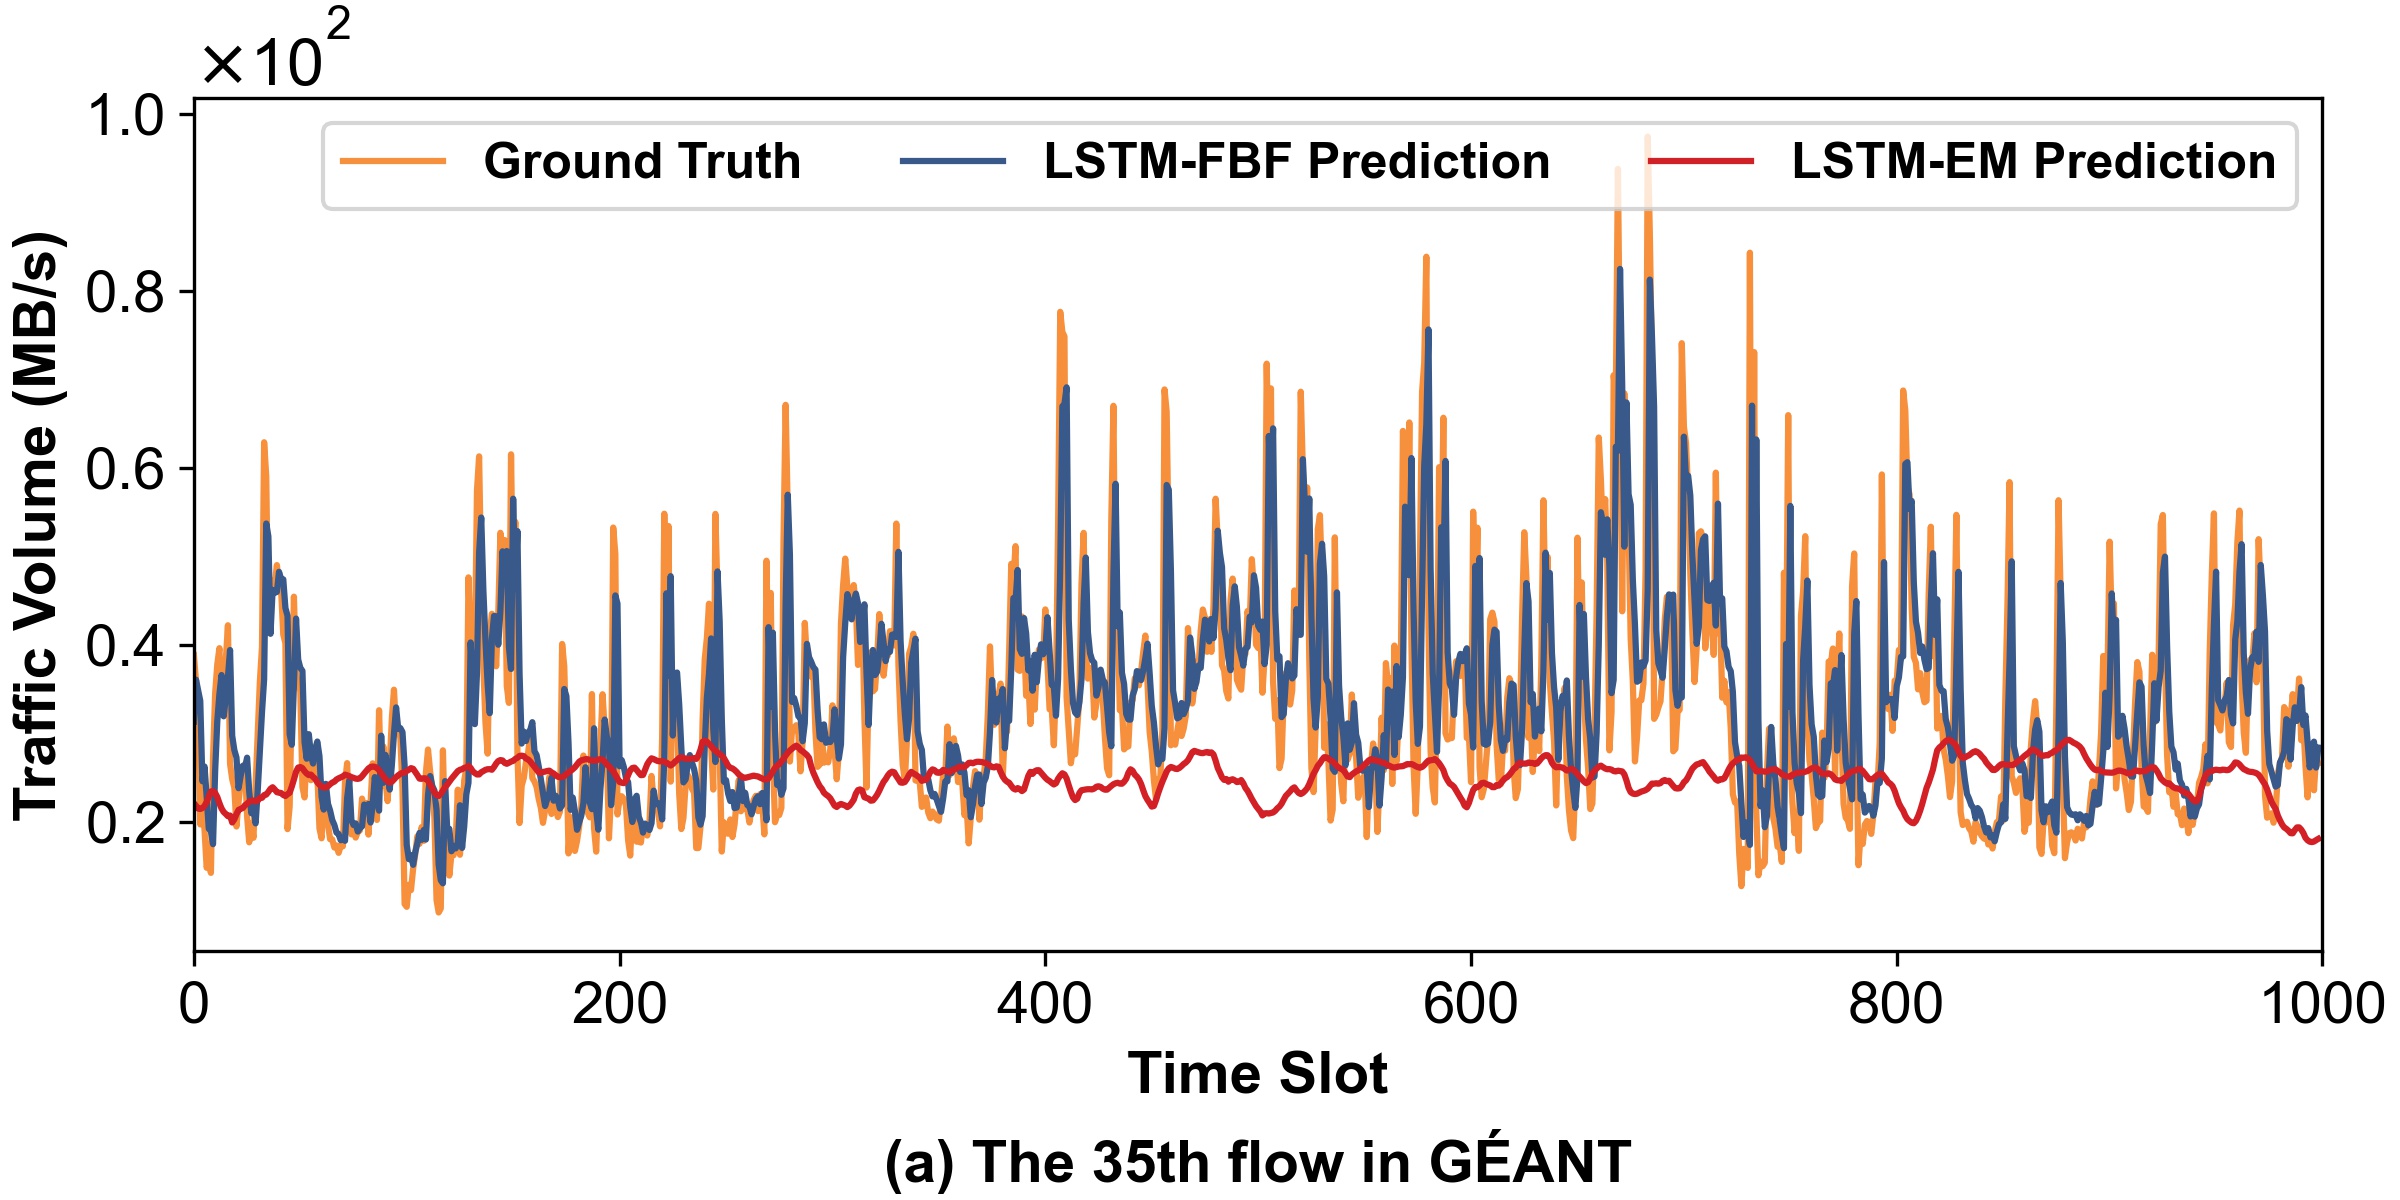 ×10²
1.0
0.8
0.6
0.4
0.2
Traffic Volume (MB/s)
Ground Truth LSTM-FBF Prediction LSTM-EM Prediction
0 200 400 600 800 1000
Time Slot
(a) The 35th flow in GÉANT